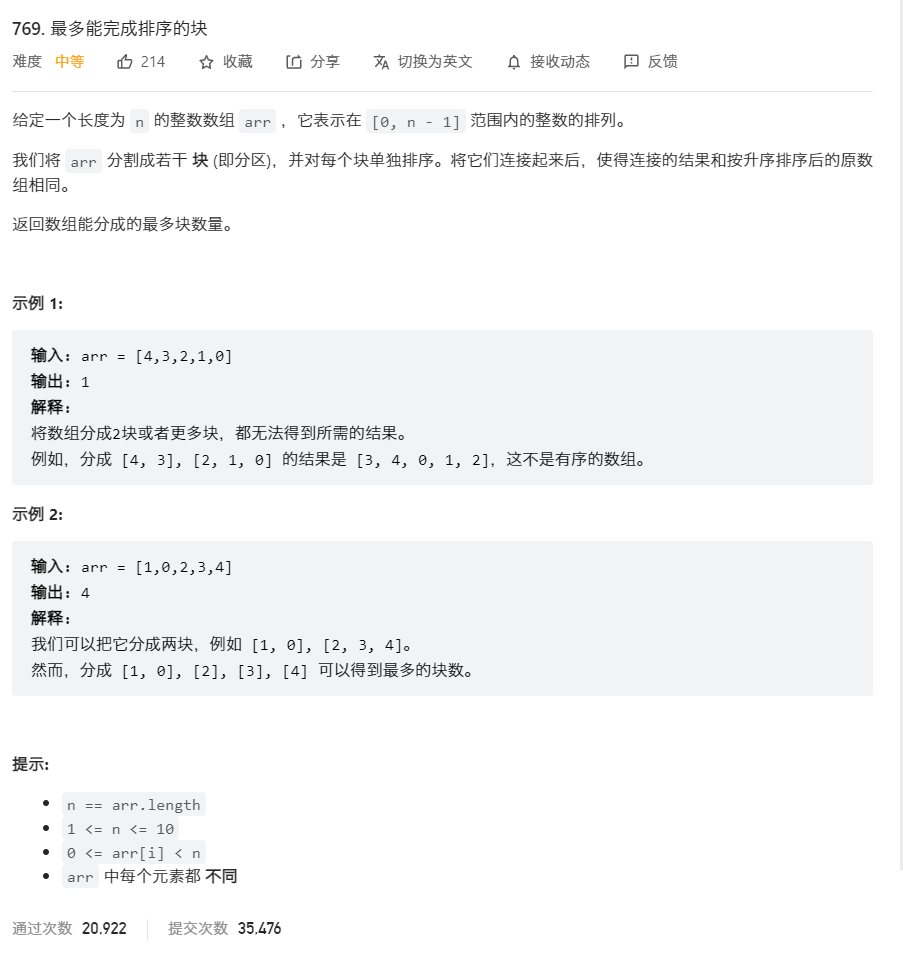 769. 最多能完成排序的块
难度 中等 214 收藏 分享 切换为英文 接收动态 反馈
给定一个长度为 n 的整数数组 arr ，它表示在 [0, n - 1] 范围内的整数的排列。
我们将 arr 分割成若干 块 (即分区)，并对每个块单独排序。将它们连接起来后，使得连接的结果和按升序排序后的原数
组相同。
返回数组能分成的最多块数量。
示例 1:
输入: arr = [4,3,2,1,0]
输出: 1
解释:
将数组分成2块或者更多块，都无法得到所需的结果。
例如，分成 [4, 3], [2, 1, 0] 的结果是 [3, 4, 0, 1, 2]，这不是有序的数组。
示例 2:
输入: arr = [1,0,2,3,4]
输出: 4
解释:
我们可以把它分成两块，例如 [1, 0], [2, 3, 4]。
然而，分成 [1, 0], [2], [3], [4] 可以得到最多的块数。
提示:
n == arr.length
1 <= n <= 10
0 <= arr[i] < n
arr 中每个元素都 不同
通过次数 20,922 提交次数 35,476